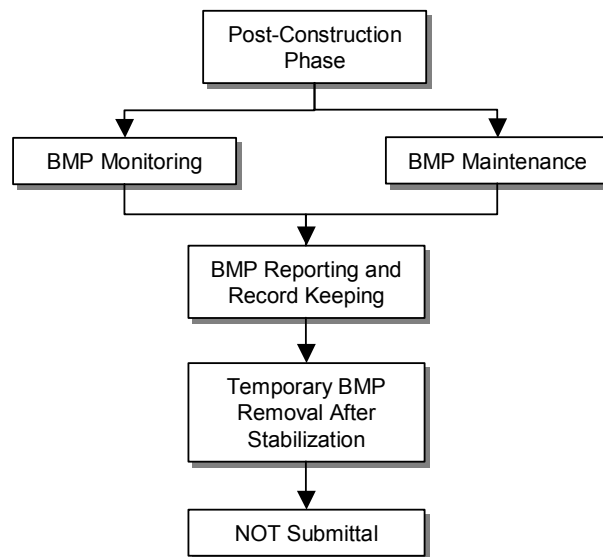 Post-Construction
Phase
BMP Monitoring
BMP Maintenance
BMP Reporting and
Record Keeping
Temporary BMP
Removal After
Stabilization
NOT Submittal